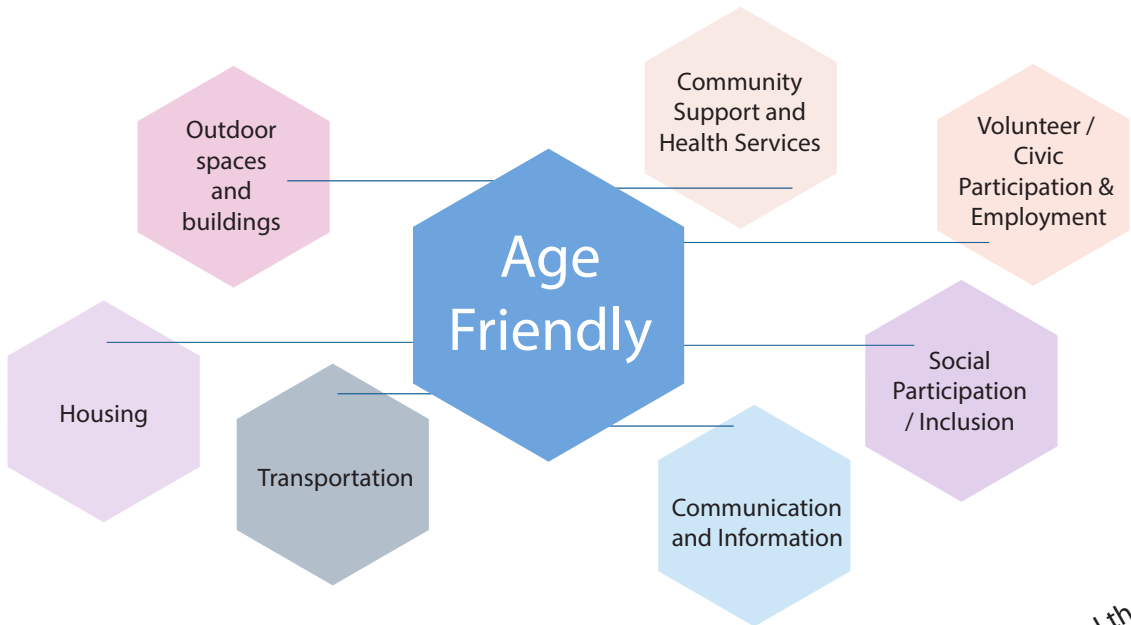 Community
Support and
Health Services
Outdoor
spaces
and
buildings
Volunteer /
Civic
Participation &
Employment
Age
Friendly
Social
Participation
/ Inclusion
Housing
Transportation
Communication
and Information